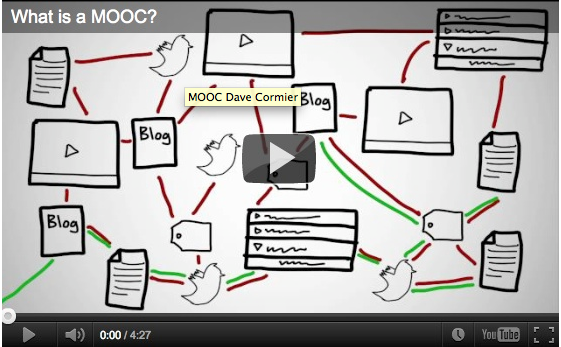 What is a MOOC?
MOOC Dave Cormier
Blog
Blog
Blog
0:00 / 4:27
YouTube